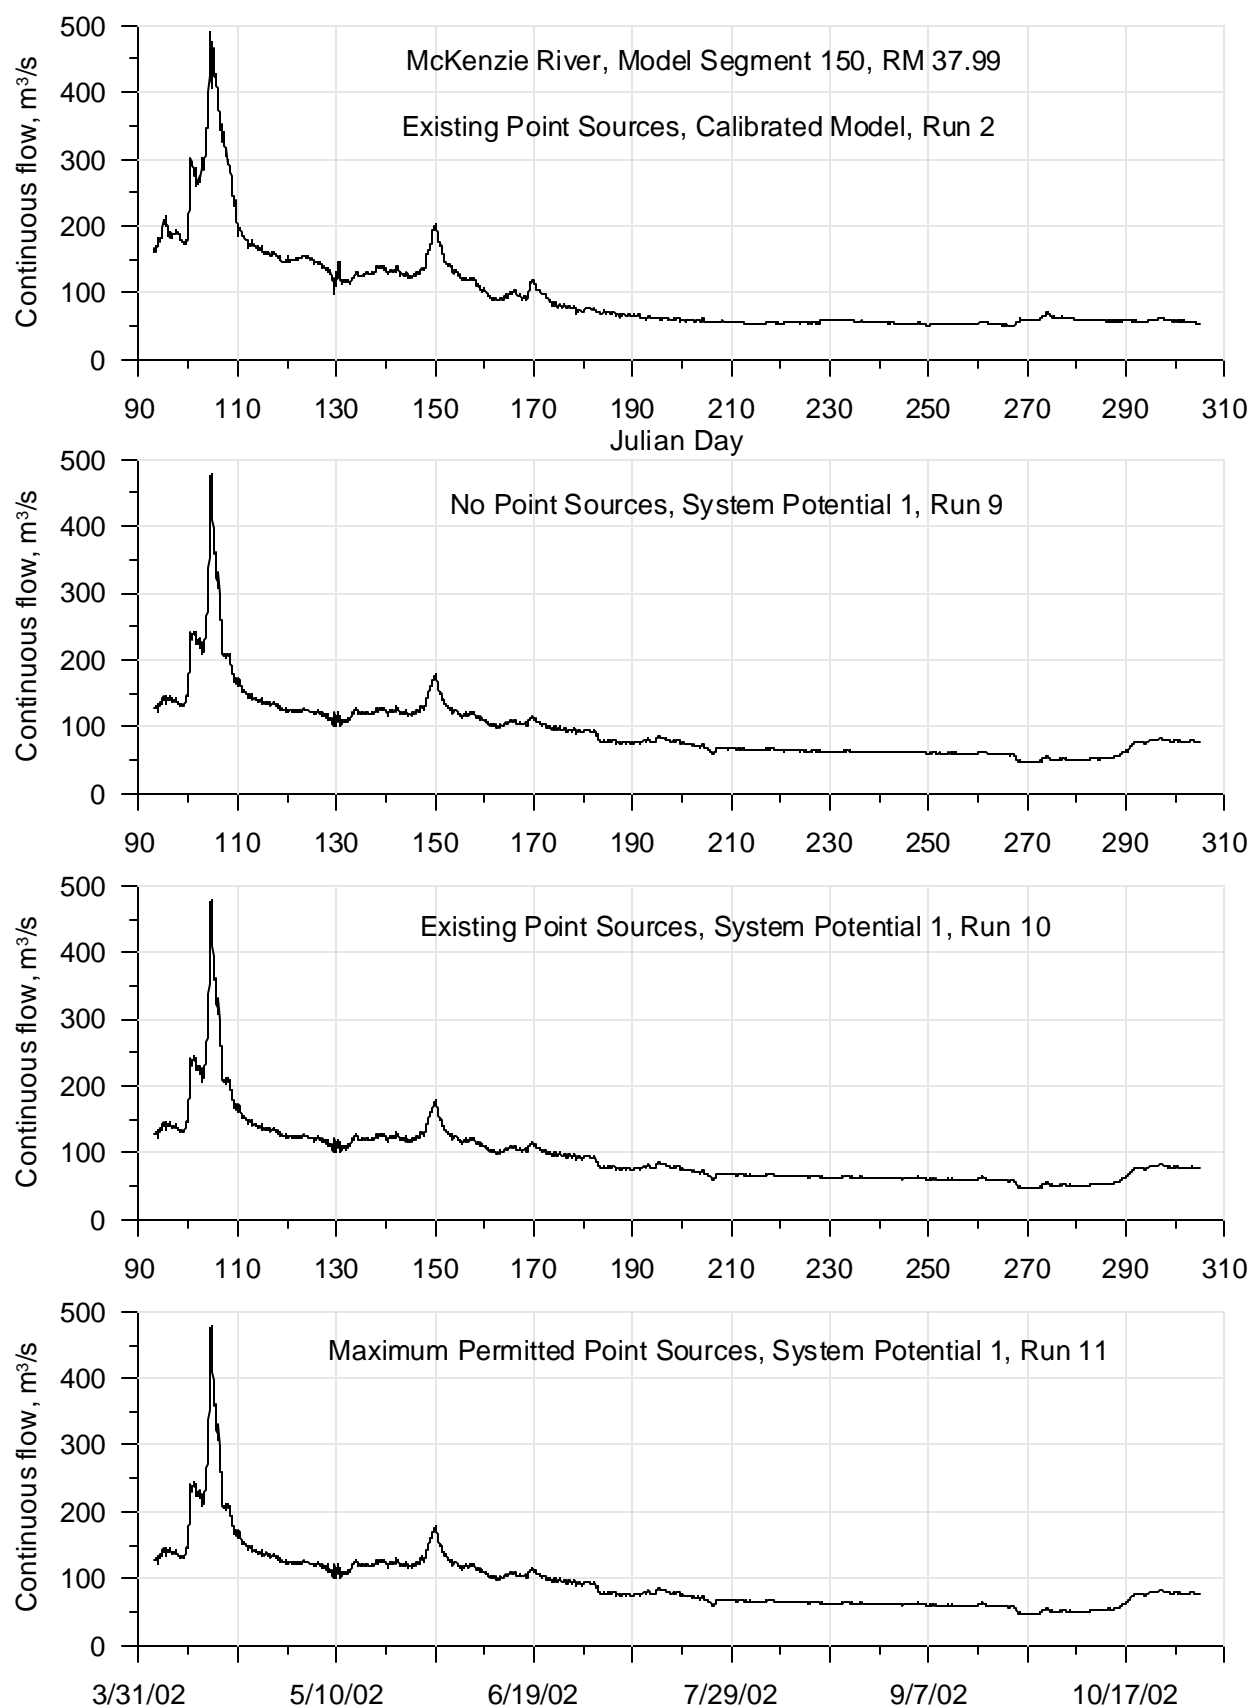 500
McKenzie River, Model Segment 150, RM 37.99
400
Existing Point Sources, Calibrated Model, Run 2
300
200
100
0
Continuous flow, m³/s
90 110 130 150 170 190 210 230 250 270 290 310
Julian Day
500
No Point Sources, System Potential 1, Run 9
400
300
200
100
0
Continuous flow, m³/s
90 110 130 150 170 190 210 230 250 270 290 310
500
Existing Point Sources, System Potential 1, Run 10
400
300
200
100
0
Continuous flow, m³/s
90 110 130 150 170 190 210 230 250 270 290 310
500
Maximum Permitted Point Sources, System Potential 1, Run 11
400
300
200
100
0
Continuous flow, m³/s
3/31/02 5/10/02 6/19/02 7/29/02 9/7/02 10/17/02